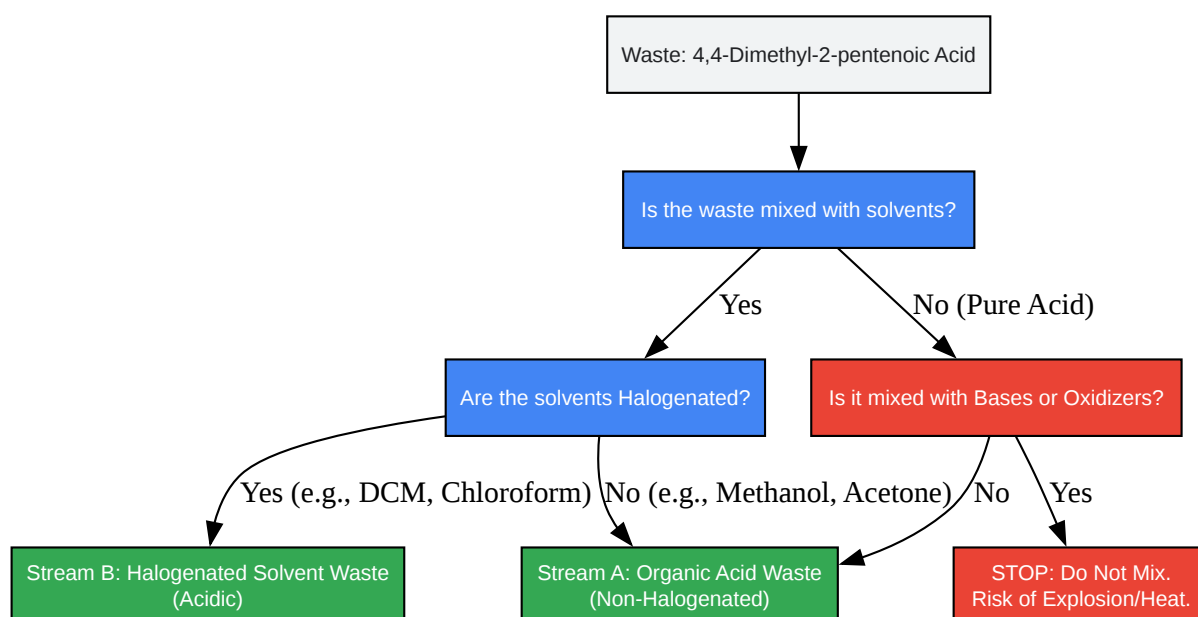 Waste: 4,4-Dimethyl-2-pentenoic Acid
Is the waste mixed with solvents?
Yes
No (Pure Acid)
Are the solvents Halogenated?
Is it mixed with Bases or Oxidizers?
Yes (e.g., DCM, Chloroform)
No (e.g., Methanol, Acetone)
No
Yes
Stream B: Halogenated Solvent Waste
(Acidic)
Stream A: Organic Acid Waste
(Non-Halogenated)
STOP: Do Not Mix.
Risk of Explosion/Heat.